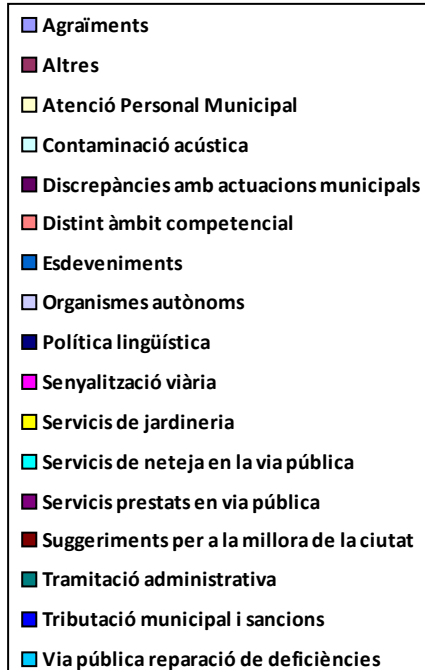 Agraïments
Altres
Atenció Personal Municipal
Contaminació acústica
Discrepàncies amb actuacions municipals
Distint àmbit competencial
Esdeveniments
Organismes autònoms
Política lingüística
Senyalització viària
Servicis de jardineria
Servicis de neteja en la via pública
Servicis prestats en via pública
Suggeriments per a la millora de la ciutat
Tramitació administrativa
Tributació municipal i sancions
Via pública reparació de deficiències